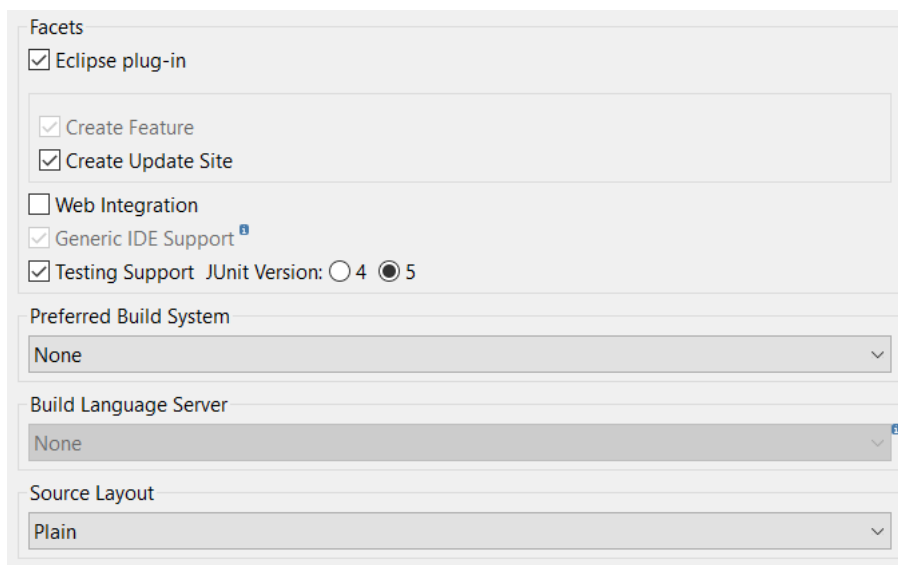 Facets
Eclipse plug-in
Create Feature
Create Update Site
Web Integration
Generic IDE Support
Testing Support JUnit Version: 4 5
Preferred Build System
None
Build Language Server
None
Source Layout
Plain